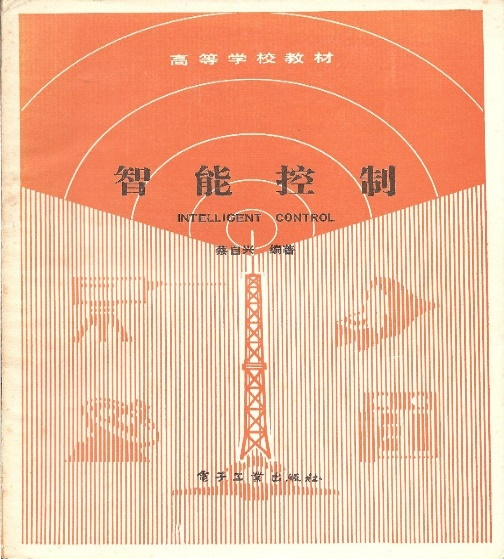 高等学校教材
智能控制
INTELLIGENT CONTROL
蔡自兴 编著
电子工业出版社